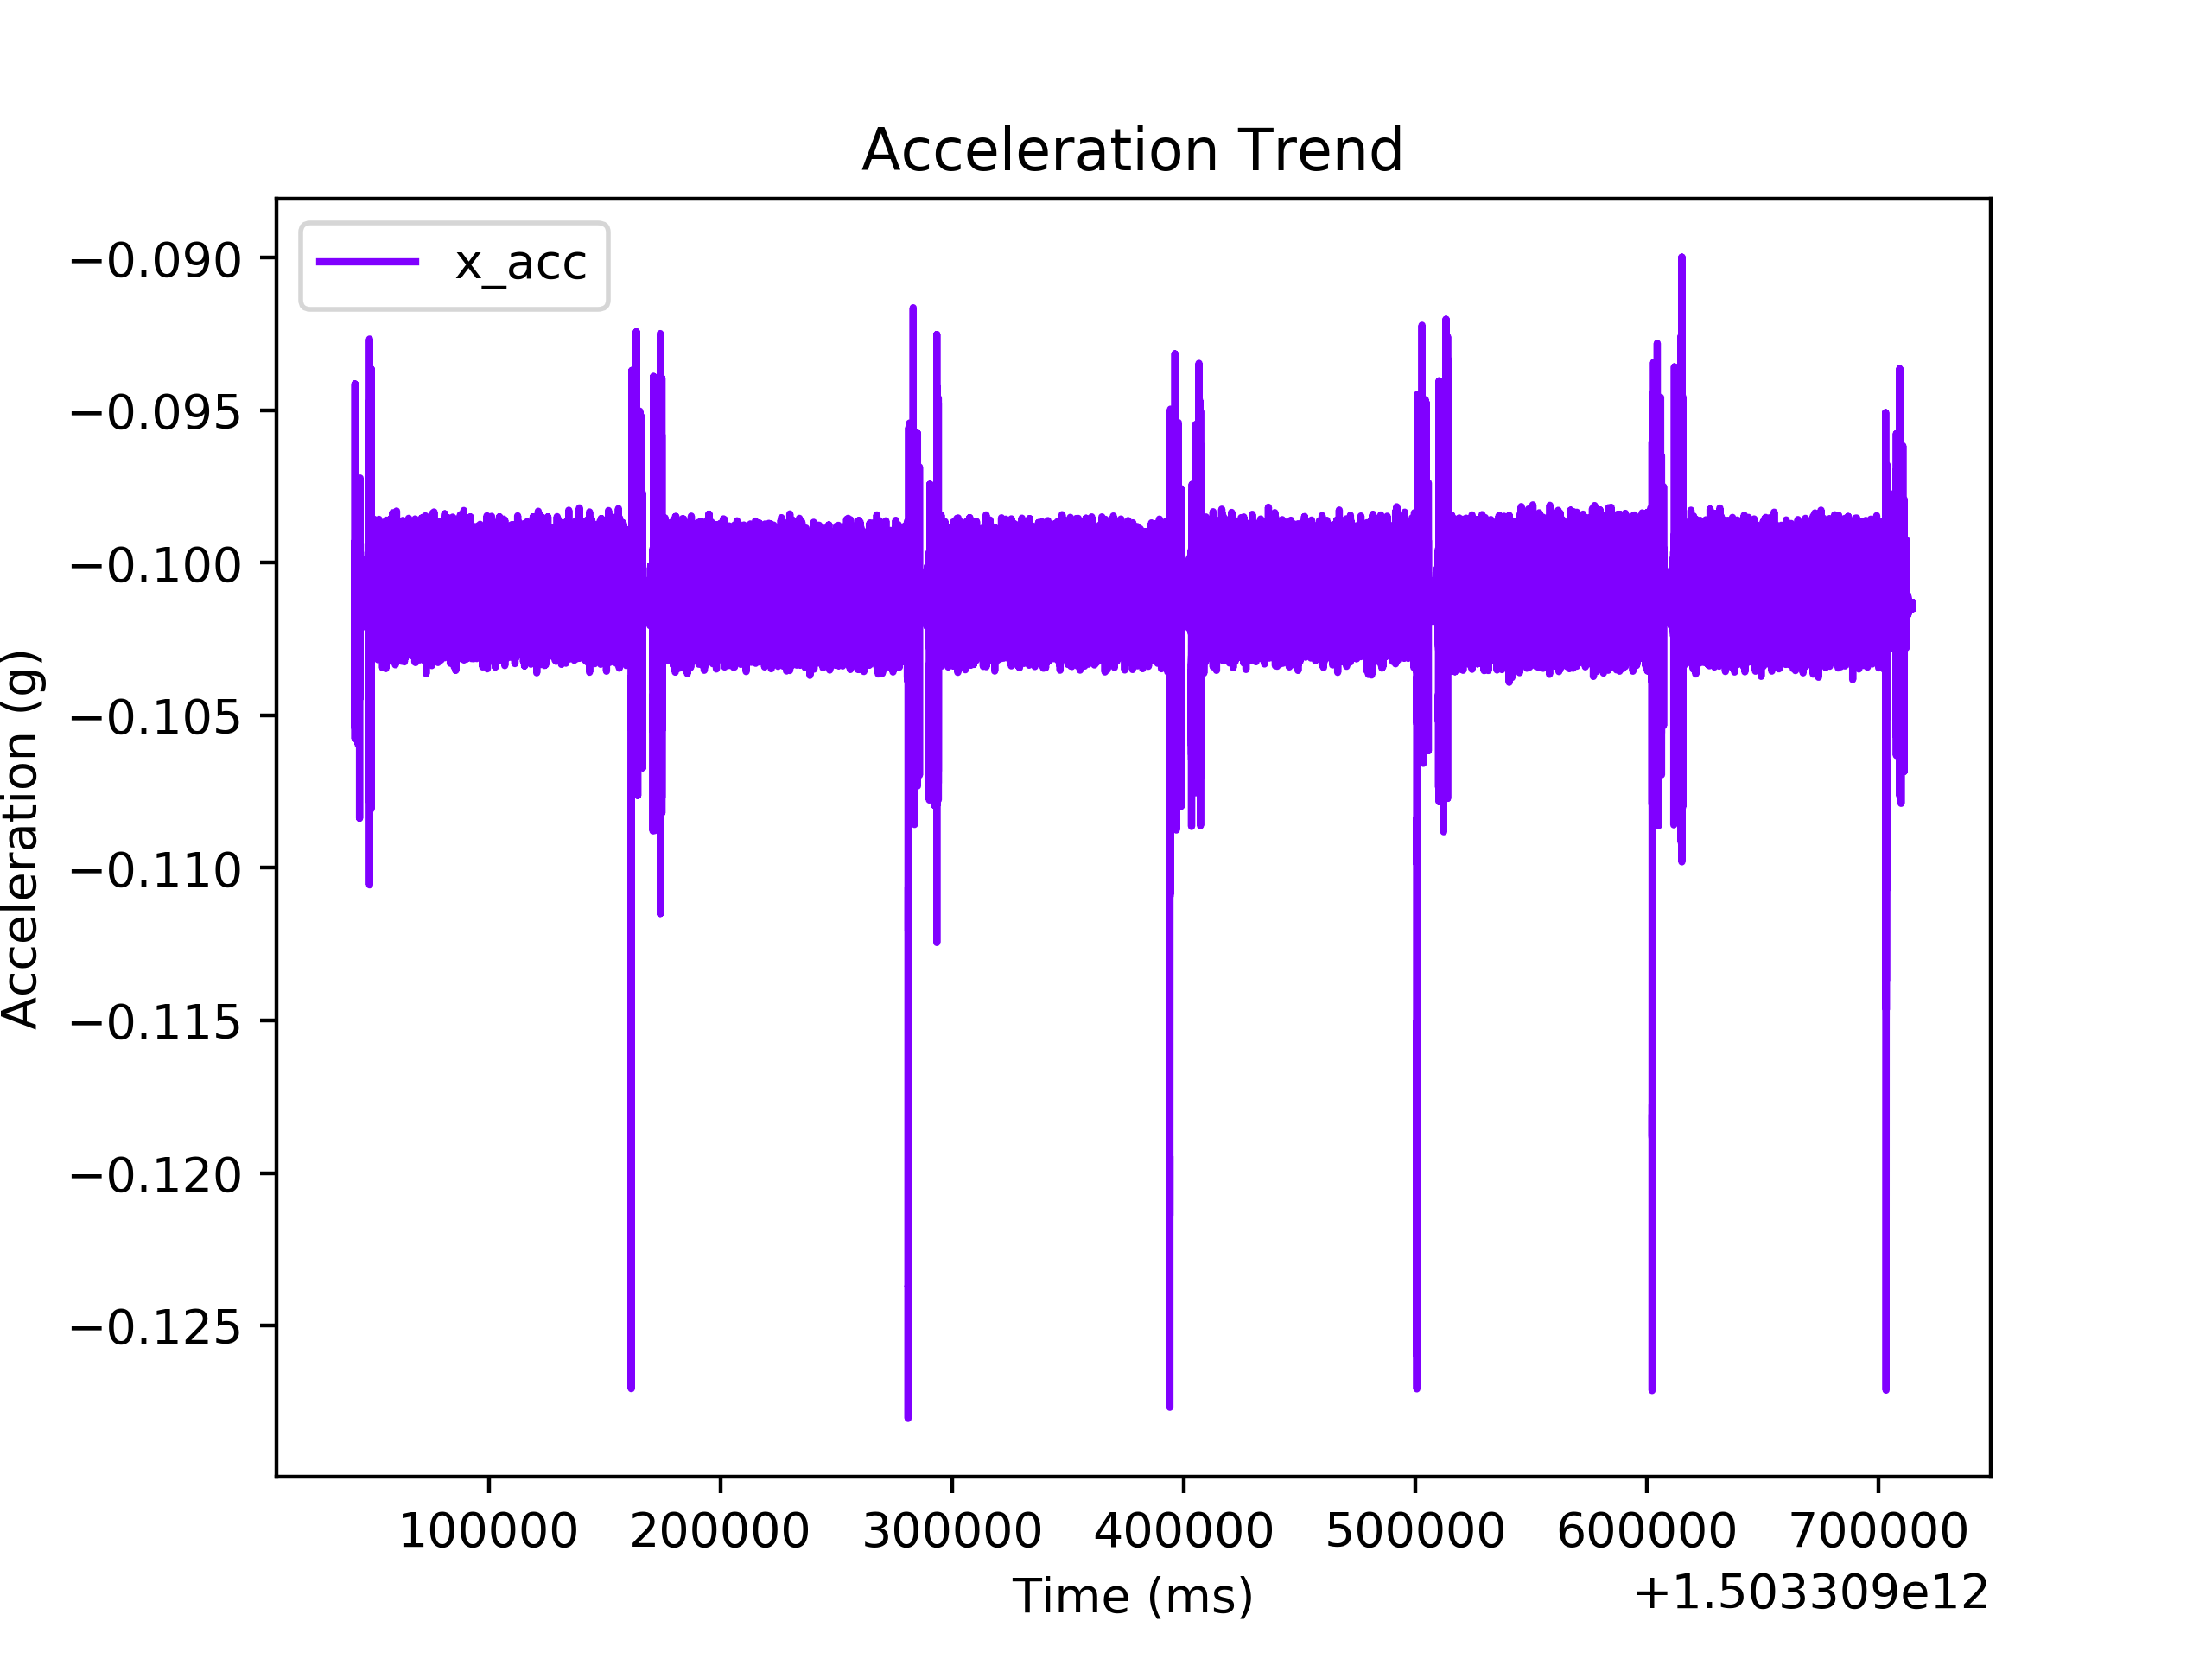 Acceleration Trend
x_acc
−0.090
−0.095
−0.100
−0.105
−0.110
−0.115
−0.120
−0.125
Acceleration (g)
100000 200000 300000 400000 500000 600000 700000
Time (ms)
+1.503309e12